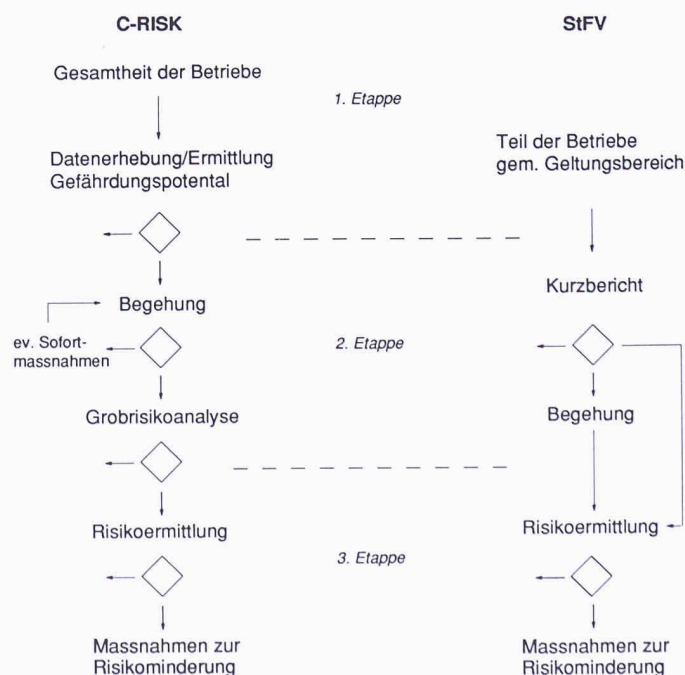 C-RISK
StFV
Gesamtheit der Betriebe
1. Etappe
Datenerhebung/Ermittlung
Gefährdungspotental
Teil der Betriebe
gem. Geltungsbereich
Begehung
Kurzbericht
ev. Sofort-
massnahmen
2. Etappe
Grobrisikoanalyse
Begehung
Risikoermittlung
Risikoermittlung
3. Etappe
Massnahmen zur
Risikominderung
Massnahmen zur
Risikominderung